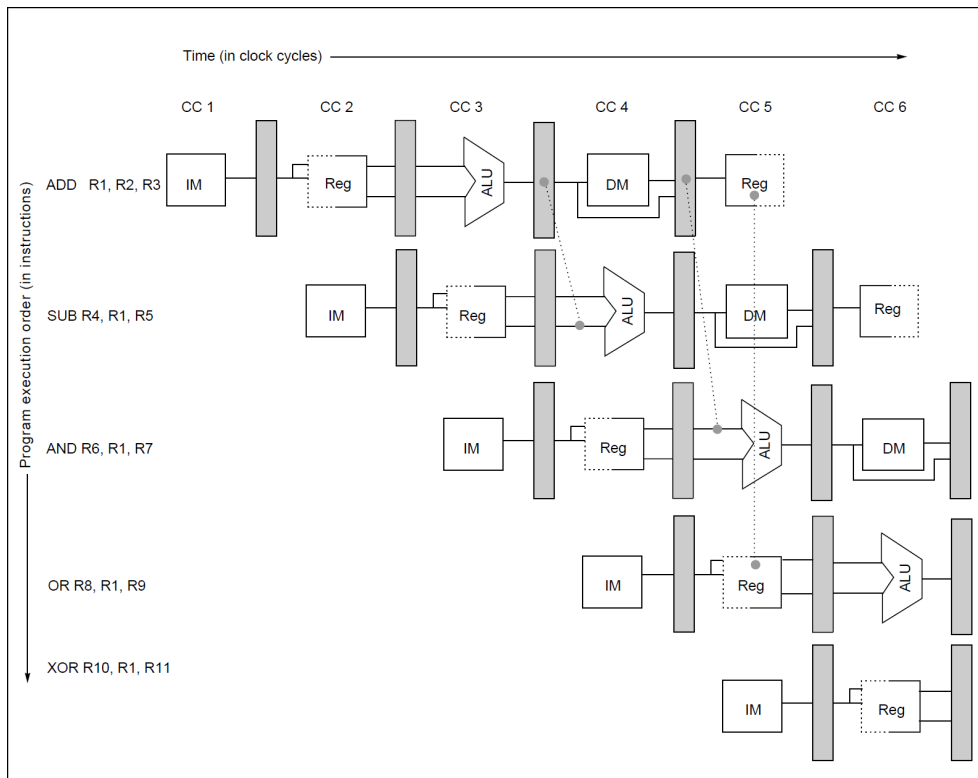 Time (in clock cycles)
CC 1 CC 2 CC 3 CC 4 CC 5 CC 6
Program execution order (in instructions)
ADD R1, R2, R3 IM Reg ALU DM Reg
SUB R4, R1, R5 IM Reg ALU DM Reg
AND R6, R1, R7 IM Reg ALU DM
OR R8, R1, R9 IM Reg ALU
XOR R10, R1, R11
IM Reg